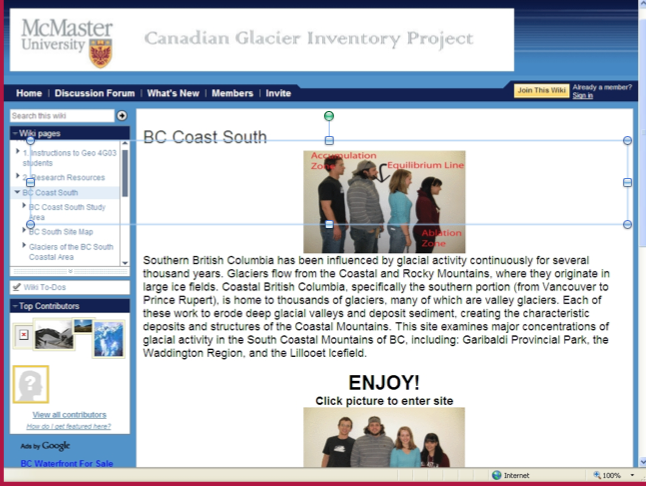 McMaster
University
Canadian Glacier Inventory Project
Home | Discussion Forum | What's New | Members | Invite
Join This Wiki
Already a member?
Sign in
Search this wiki
Wiki pages
1. Instructions to Geo 4G03
students
2. Research Resources
BC Coast South
BC Coast South Study
Area
BC South Site Map
Glaciers of the BC South
Coastal Area
Wiki To-Dos
Top Contributors
View all contributors
How do I get featured here?
Ads by Google
BC Waterfront For Sale
BC Coast South
Accumulation
Zone
Equilibrium Line
Ablation
Zone
Southern British Columbia has been influenced by glacial activity continuously for several
thousand years. Glaciers flow from the Coastal and Rocky Mountains, where they originate in
large ice fields. Coastal British Columbia, specifically the southern portion (from Vancouver to
Prince Rupert), is home to thousands of glaciers, many of which are valley glaciers. Each of
these work to erode deep glacial valleys and deposit sediment, creating the characteristic
deposits and structures of the Coastal Mountains. This site examines major concentrations of
glacial activity in the South Coastal Mountains of BC, including: Garibaldi Provincial Park, the
Waddington Region, and the Lillooet Icefield.
ENJOY!
Click picture to enter site
Internet
100%